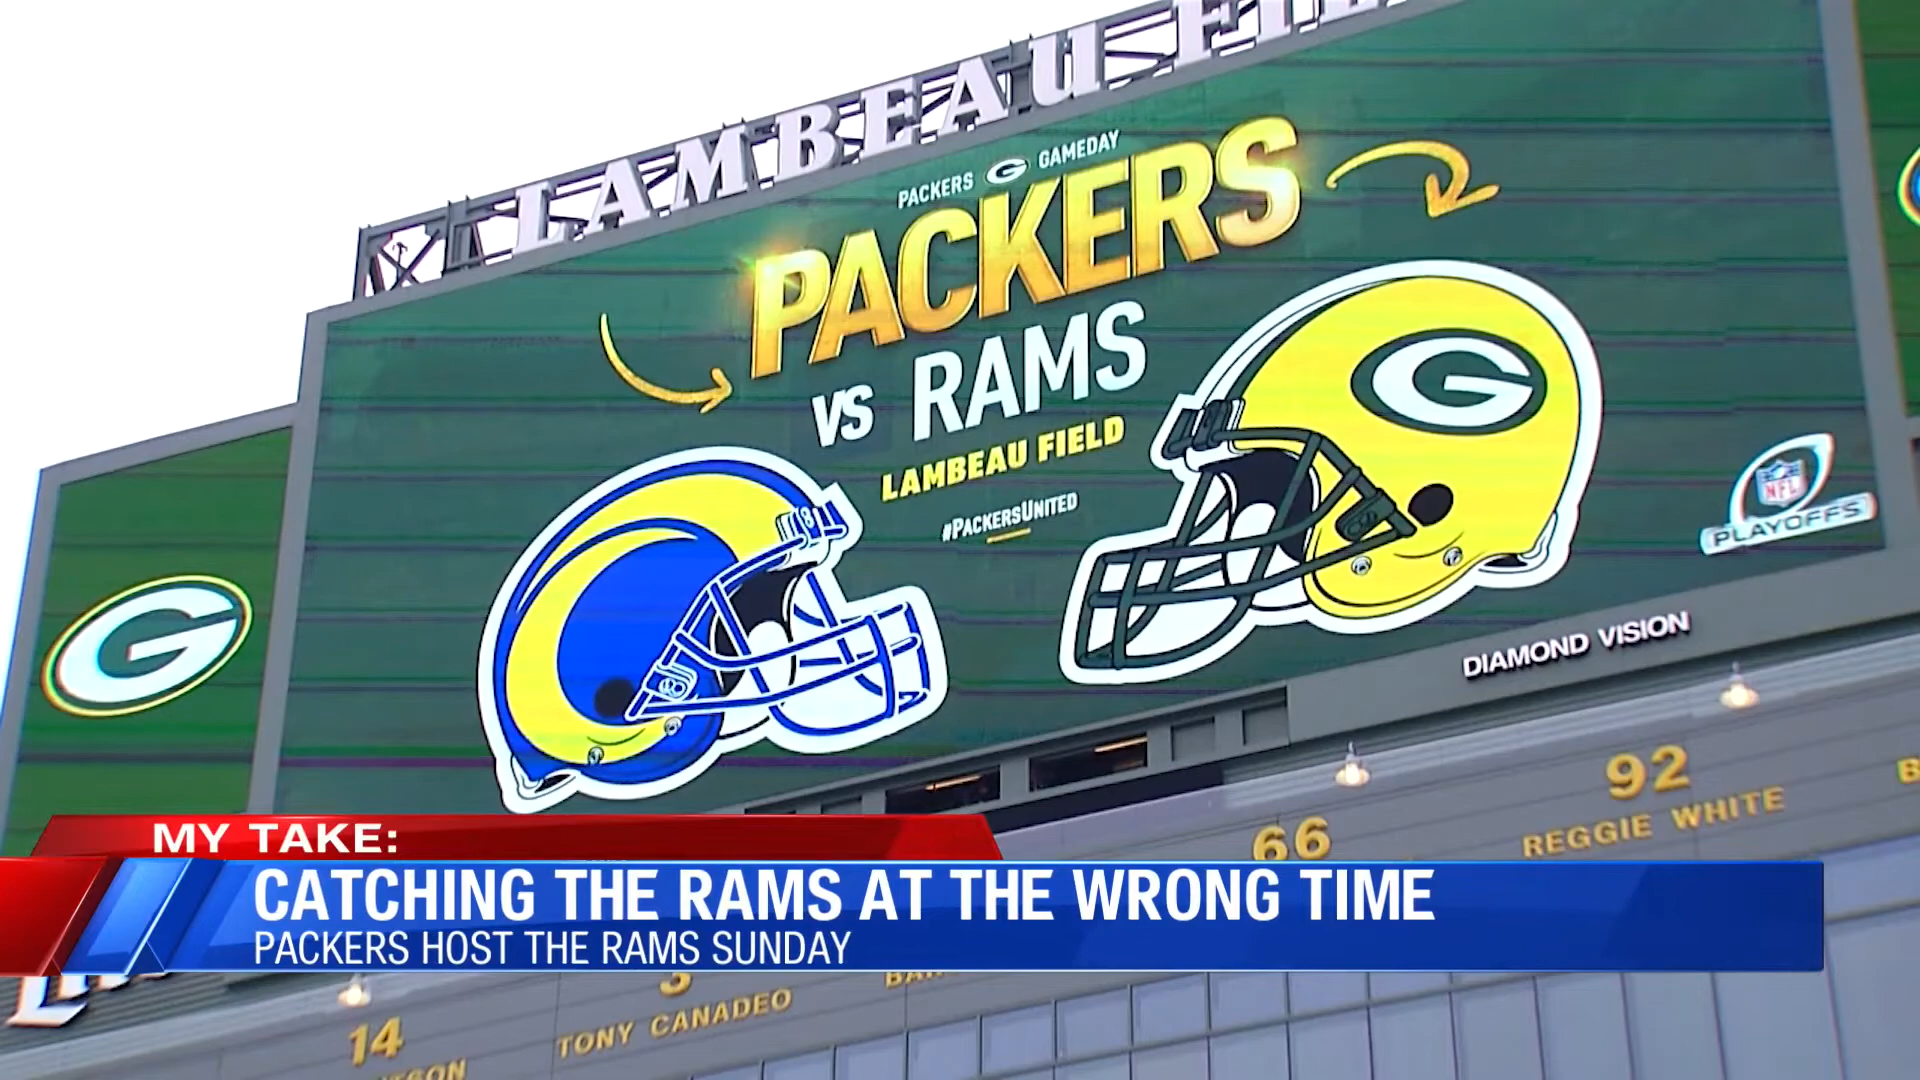 LAMBEAU
PACKERS G GAMEDAY
PACKERS
VS RAMS
LAMBEAU FIELD
#PACKERSUNITED
G
G
NFL
PLAYOFFS
DIAMOND VISION
92
REGGIE WHITE
66
MY TAKE:
CATCHING THE RAMS AT THE WRONG TIME
PACKERS HOST THE RAMS SUNDAY
3
TONY CANADEO
14